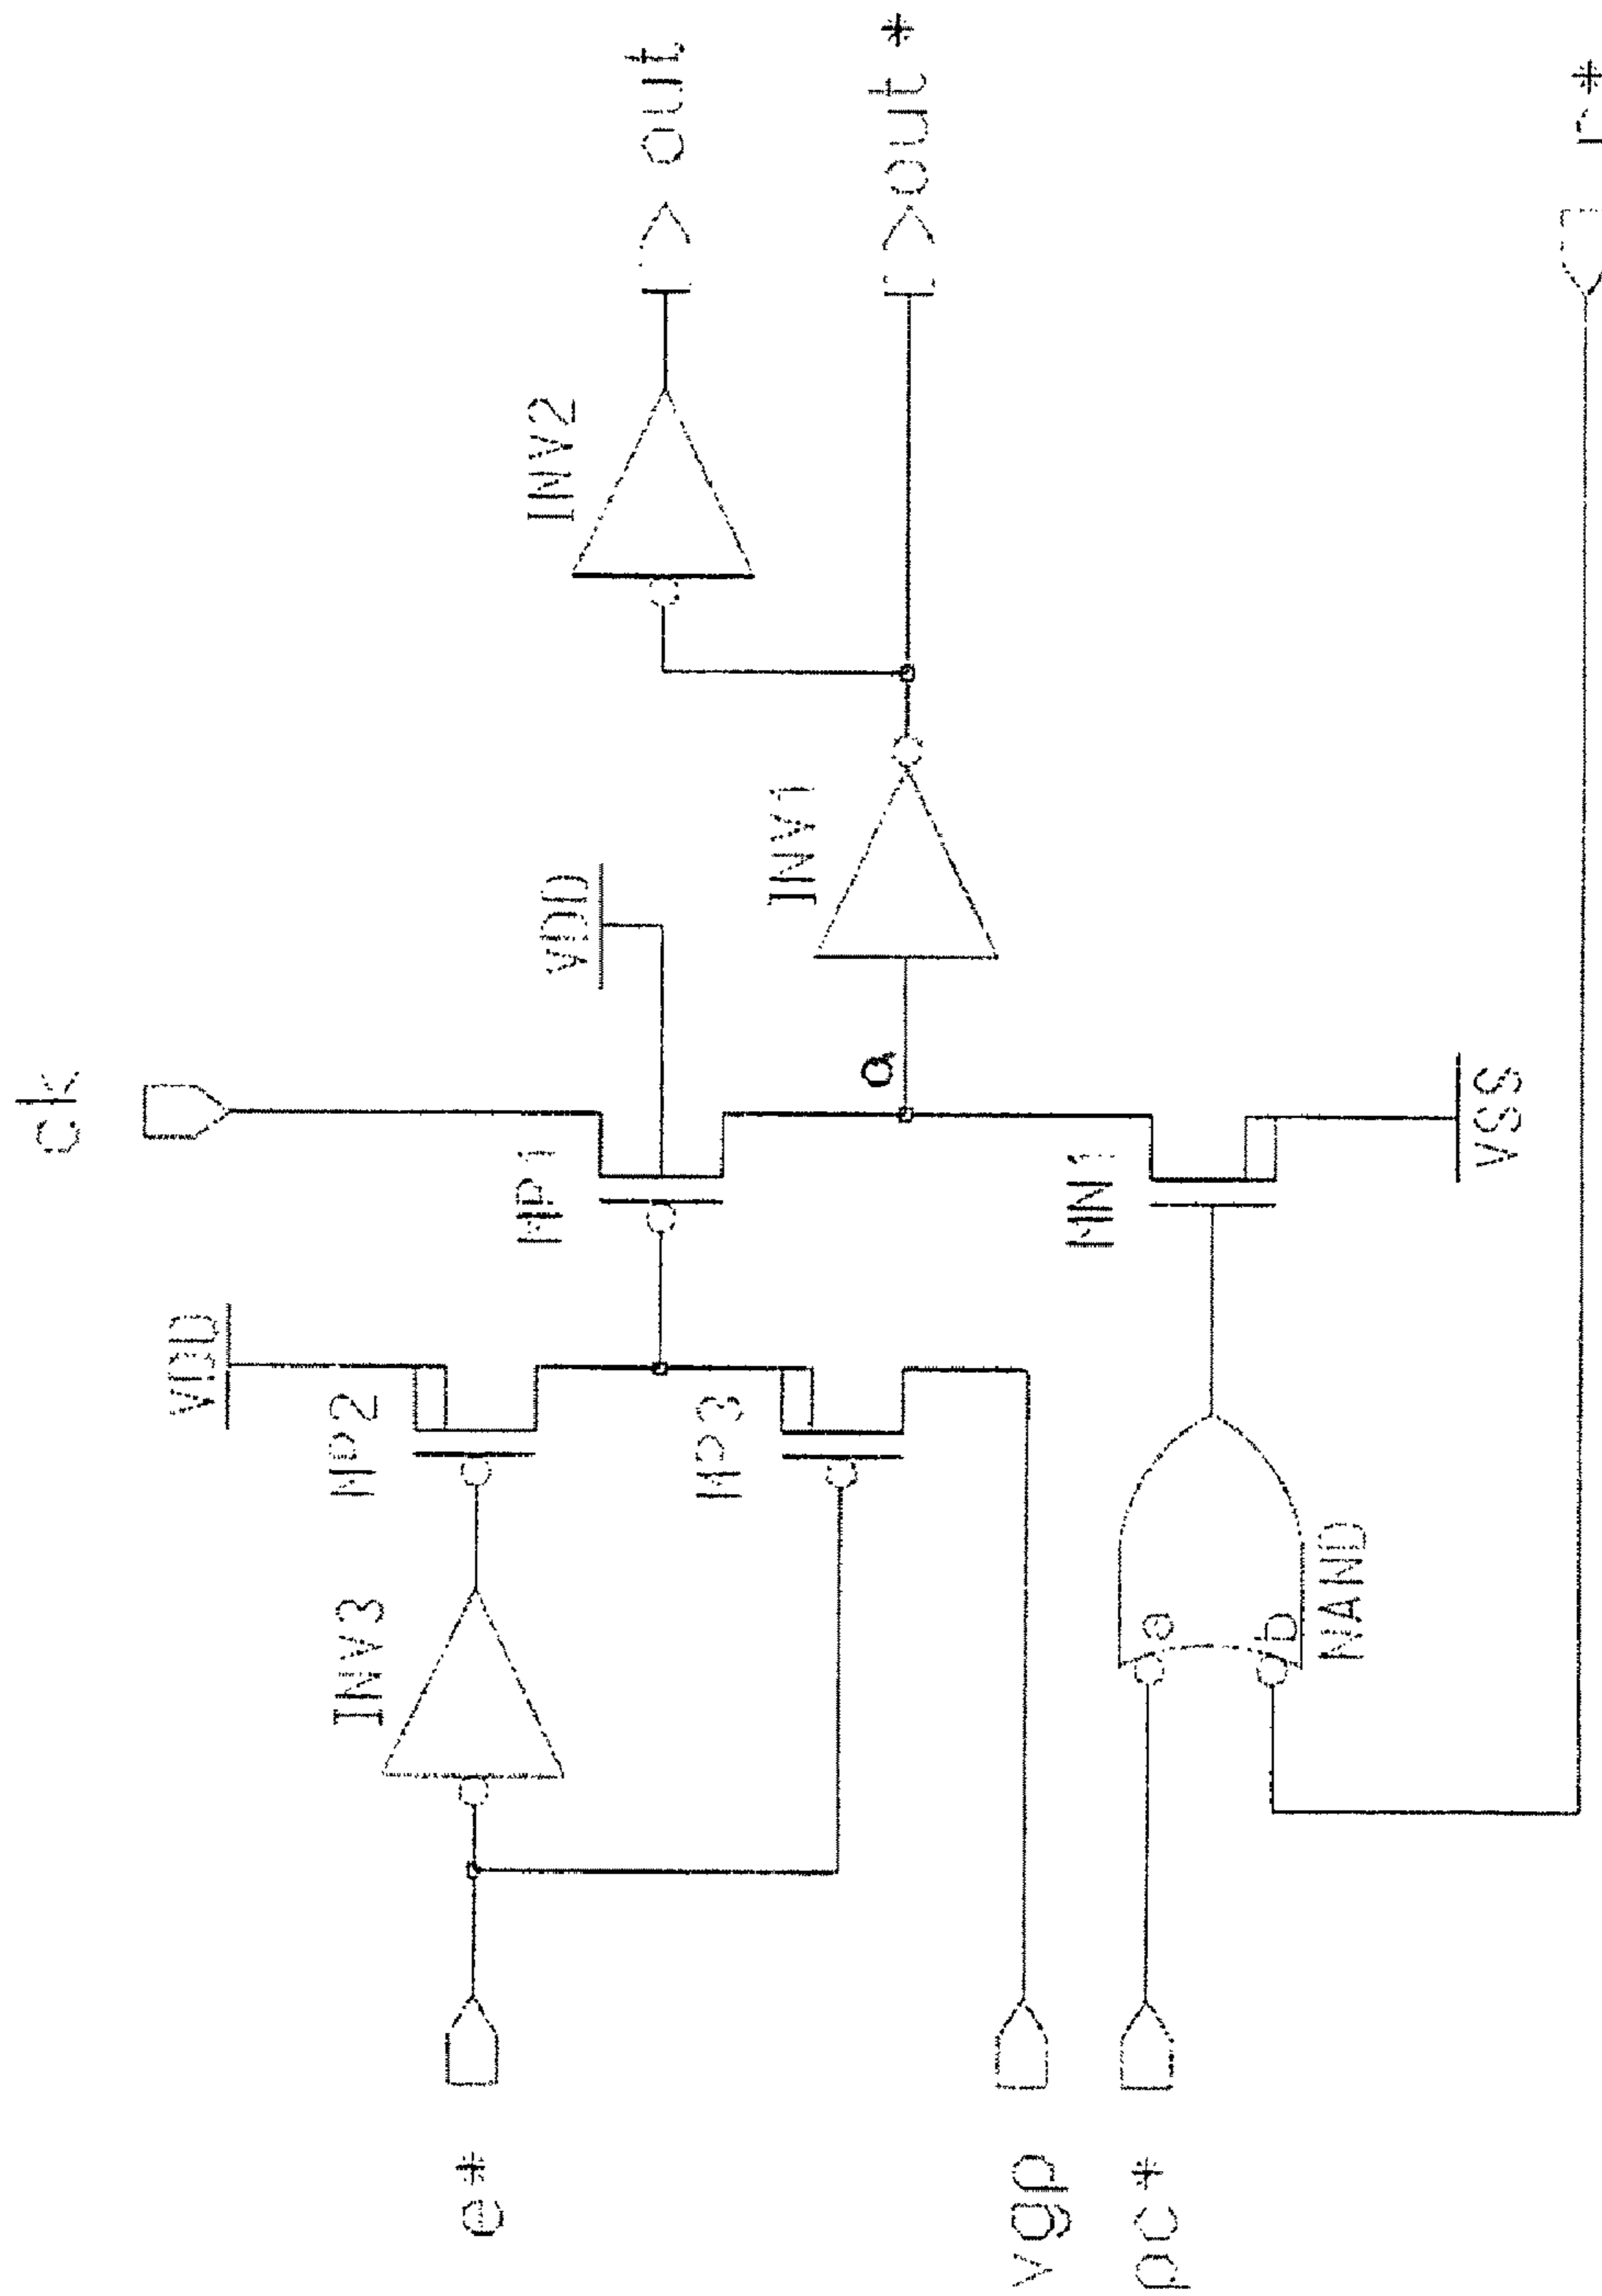 ck
VDD
INV3
MP2
e*
MP1
VDD
INV2
out
MP3
INV1
Q
out*
vgp
MN1
pc*
a
b
NAND
VSS
r*